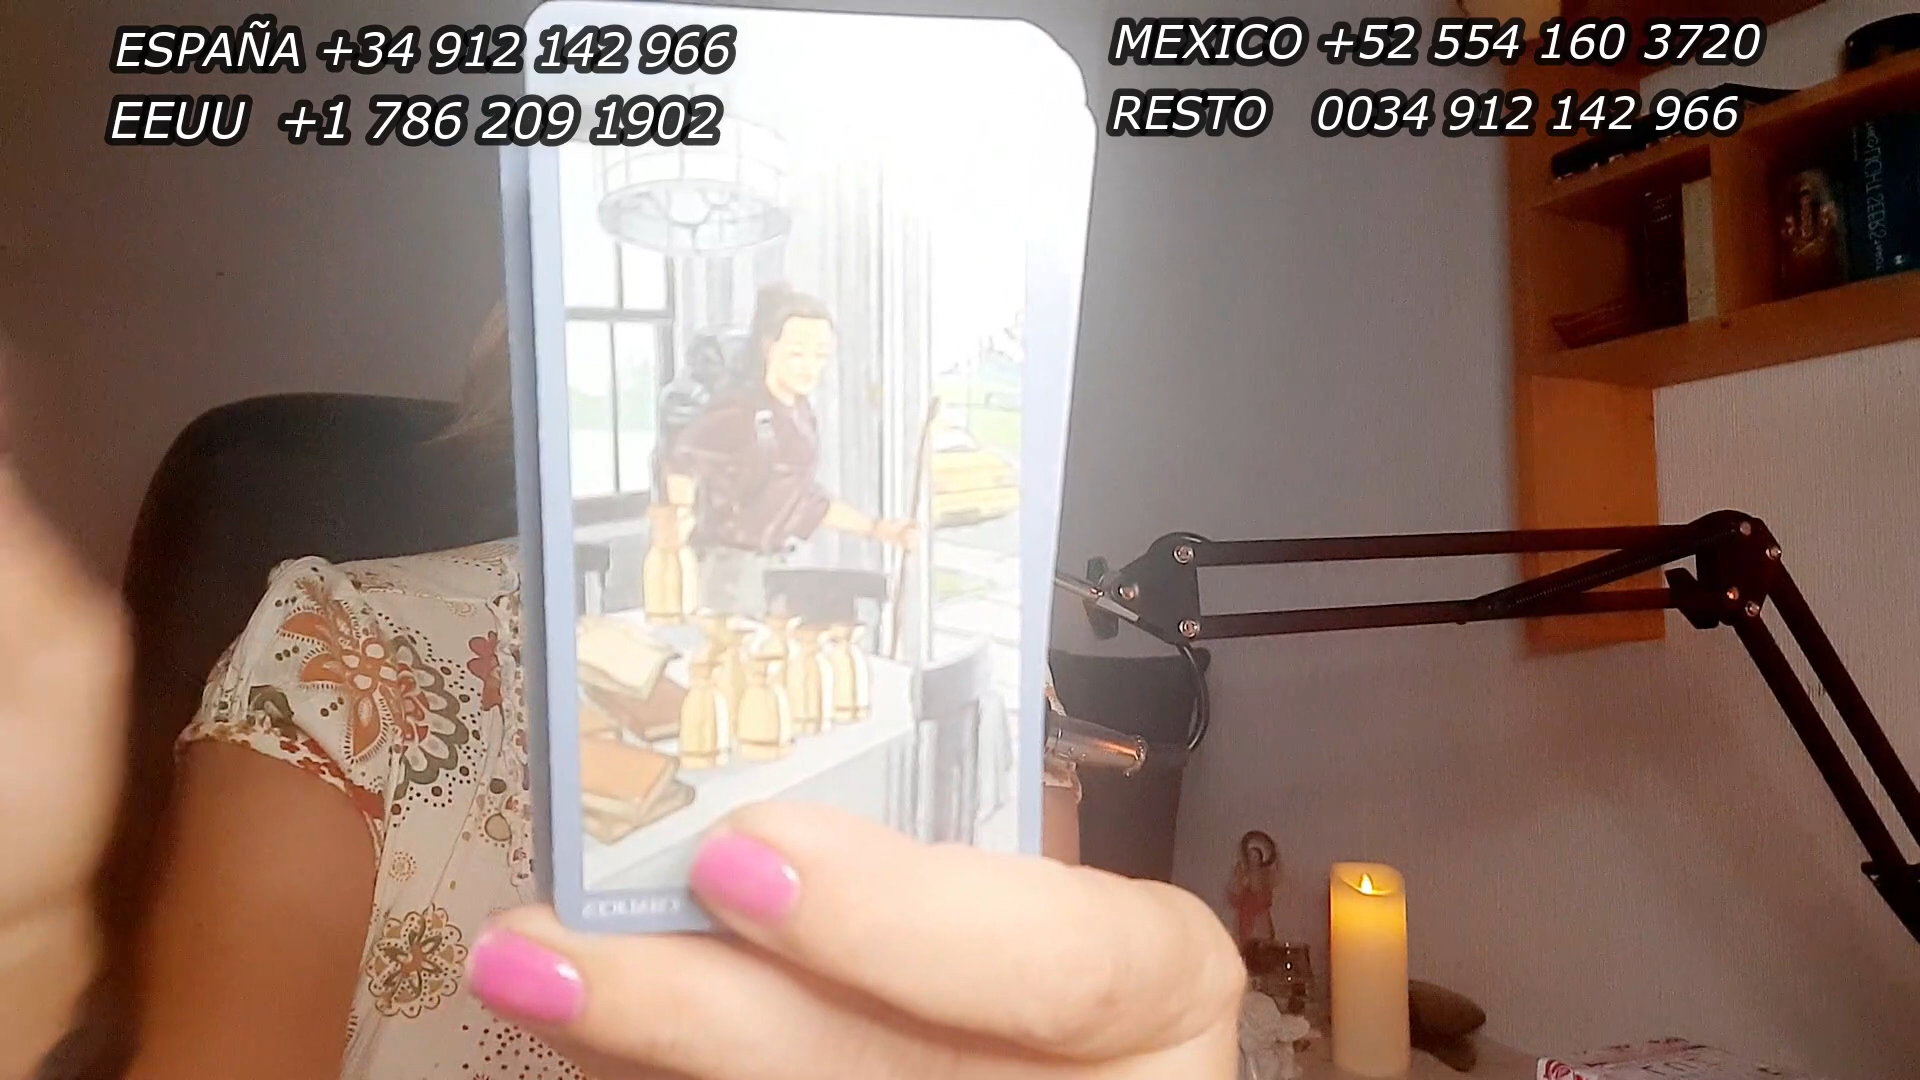 ESPAÑA +34 912 142 966
EEUU +1 786 209 1902
MEXICO +52 554 160 3720
RESTO 0034 912 142 966